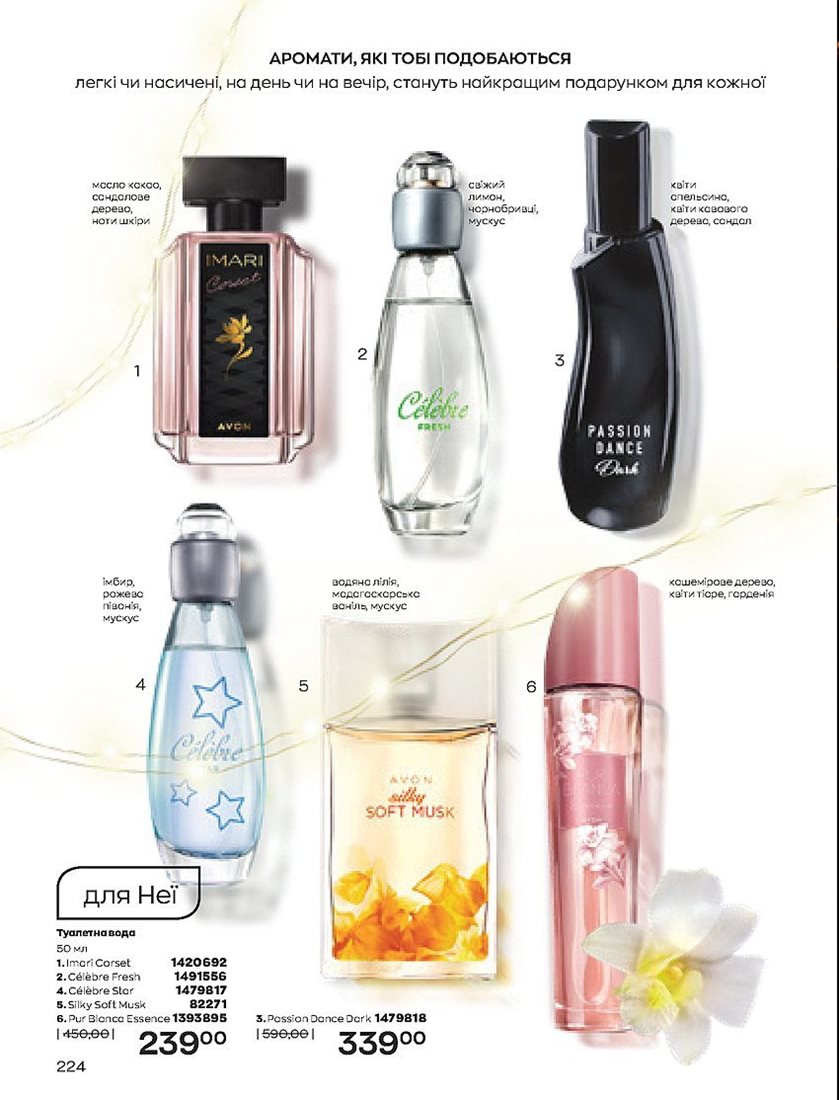 АРОМАТИ, ЯКІ ТОБІ ПОДОБАЮТЬСЯ
легкі чи насичені, на день чи на вечір, стануть найкращим подарунком для кожної
масло какао,
сандалове
дерево,
ноти шкіри
свіжий
лимон,
чорнобривці,
мускус
квіти
апельсина,
квіти кавового
дерева, сандал
IMARI
Corset
AVON
1
2
Célèbre
FRESH
3
PASSION
DANCE
Dark
імбир,
рожева
півонія,
мускус
водяна лілія,
мадагаскарська
ваніль, мускус
кашемірове дерево,
квіти тіаре, гарденія
4
Célèbre
5
AVON
silky
SOFT MUSK
6
для Неї
Туалетна вода
50 мл
1. Imari Corset 1420692
2. Célèbre Fresh 1491556
4. Célèbre Star 1479817
5. Silky Soft Musk 82271
6. Pur Blanca Essence 1393895
450,00
23900
3. Passion Dance Dark 1479818
590,00
33900
224